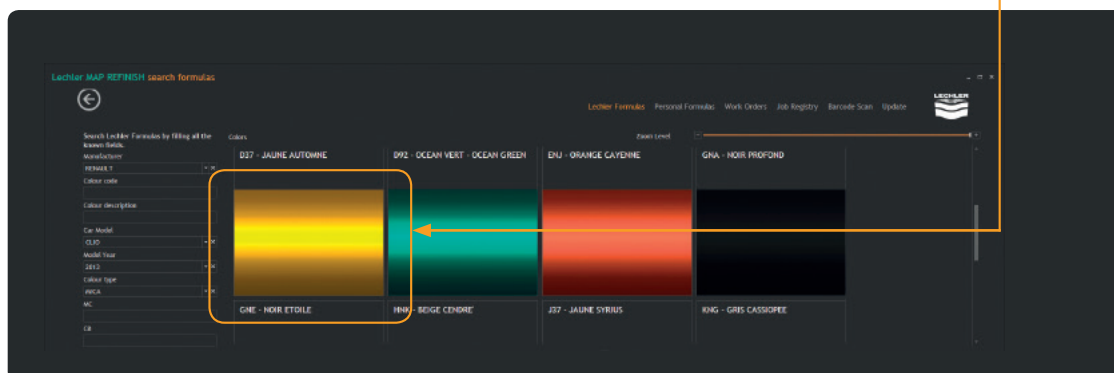 Lechler MAP REFINISH search formulas
Lechler Formulas Personal Formulas Work Orders Job Registry Barcode Scan Update
LECHLER
Search Lechler Formulas by filling all the
known fields.
Manufacturer
RENAULT
Colour code
Colour description
Car Model
CLIO
Model Year
2013
Colour type
MICA
MC
C#
Colors
Zoom Level
D37 - JAUNE AUTOMNE
D92 - OCEAN VERT - OCEAN GREEN
ENJ - ORANGE CAYENNE
GNA - NOIR PROFOND
GNE - NOIR ETOILE
HNK - BEIGE CENDRE
J37 - JAUNE SYRIUS
KNG - GRIS CASSIOPEE